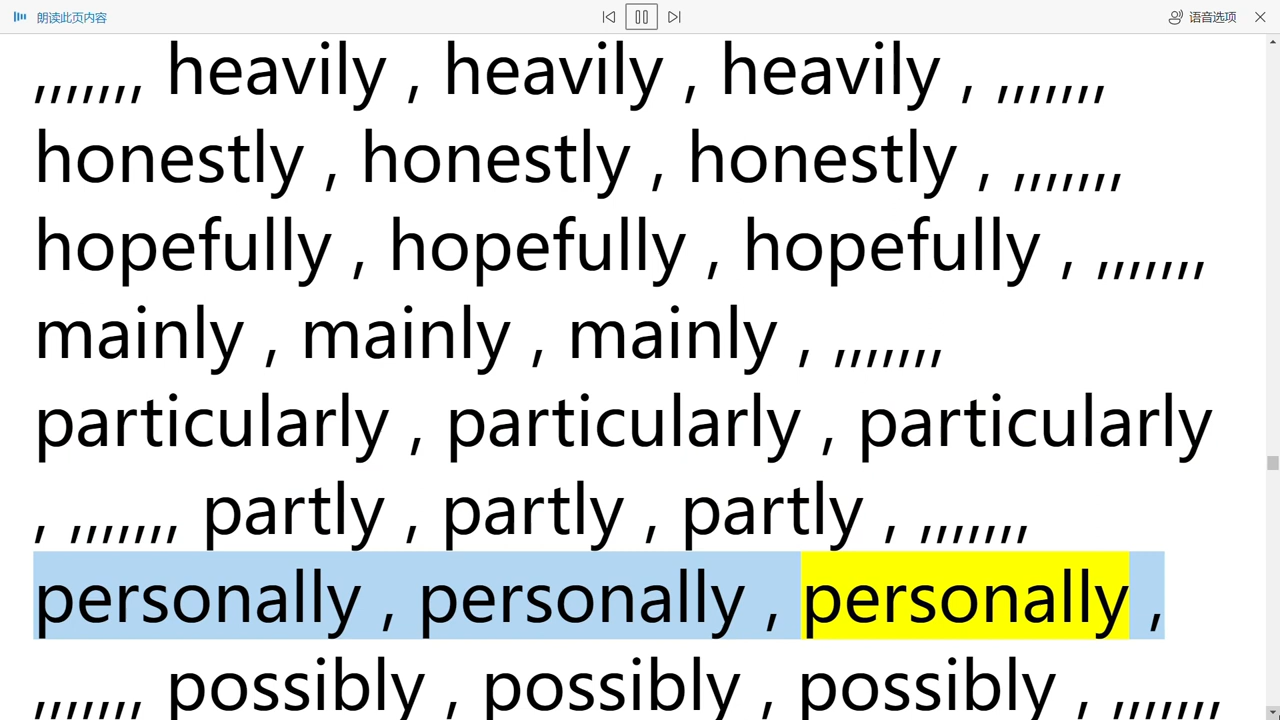 朗读此页内容 语音选项
,,,,,,, heavily , heavily , heavily , ,,,,,,,
honestly , honestly , honestly , ,,,,,,,
hopefully , hopefully , hopefully , ,,,,,,,
mainly , mainly , mainly , ,,,,,,,
particularly , particularly , particularly
, ,,,,,,, partly , partly , partly , ,,,,,,,
personally , personally , personally ,
,,,,,,, possibly , possibly , possibly , ,,,,,,,